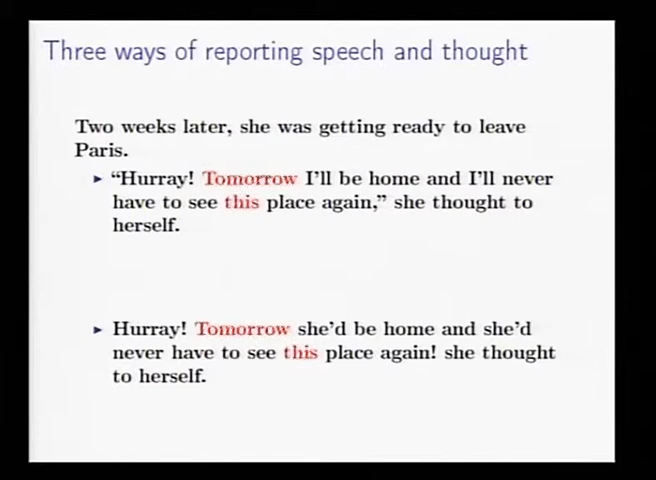 Three ways of reporting speech and thought
Two weeks later, she was getting ready to leave
Paris.
▸ “Hurray! Tomorrow I’ll be home and I’ll never
have to see this place again,” she thought to
herself.
▸ Hurray! Tomorrow she’d be home and she’d
never have to see this place again! she thought
to herself.